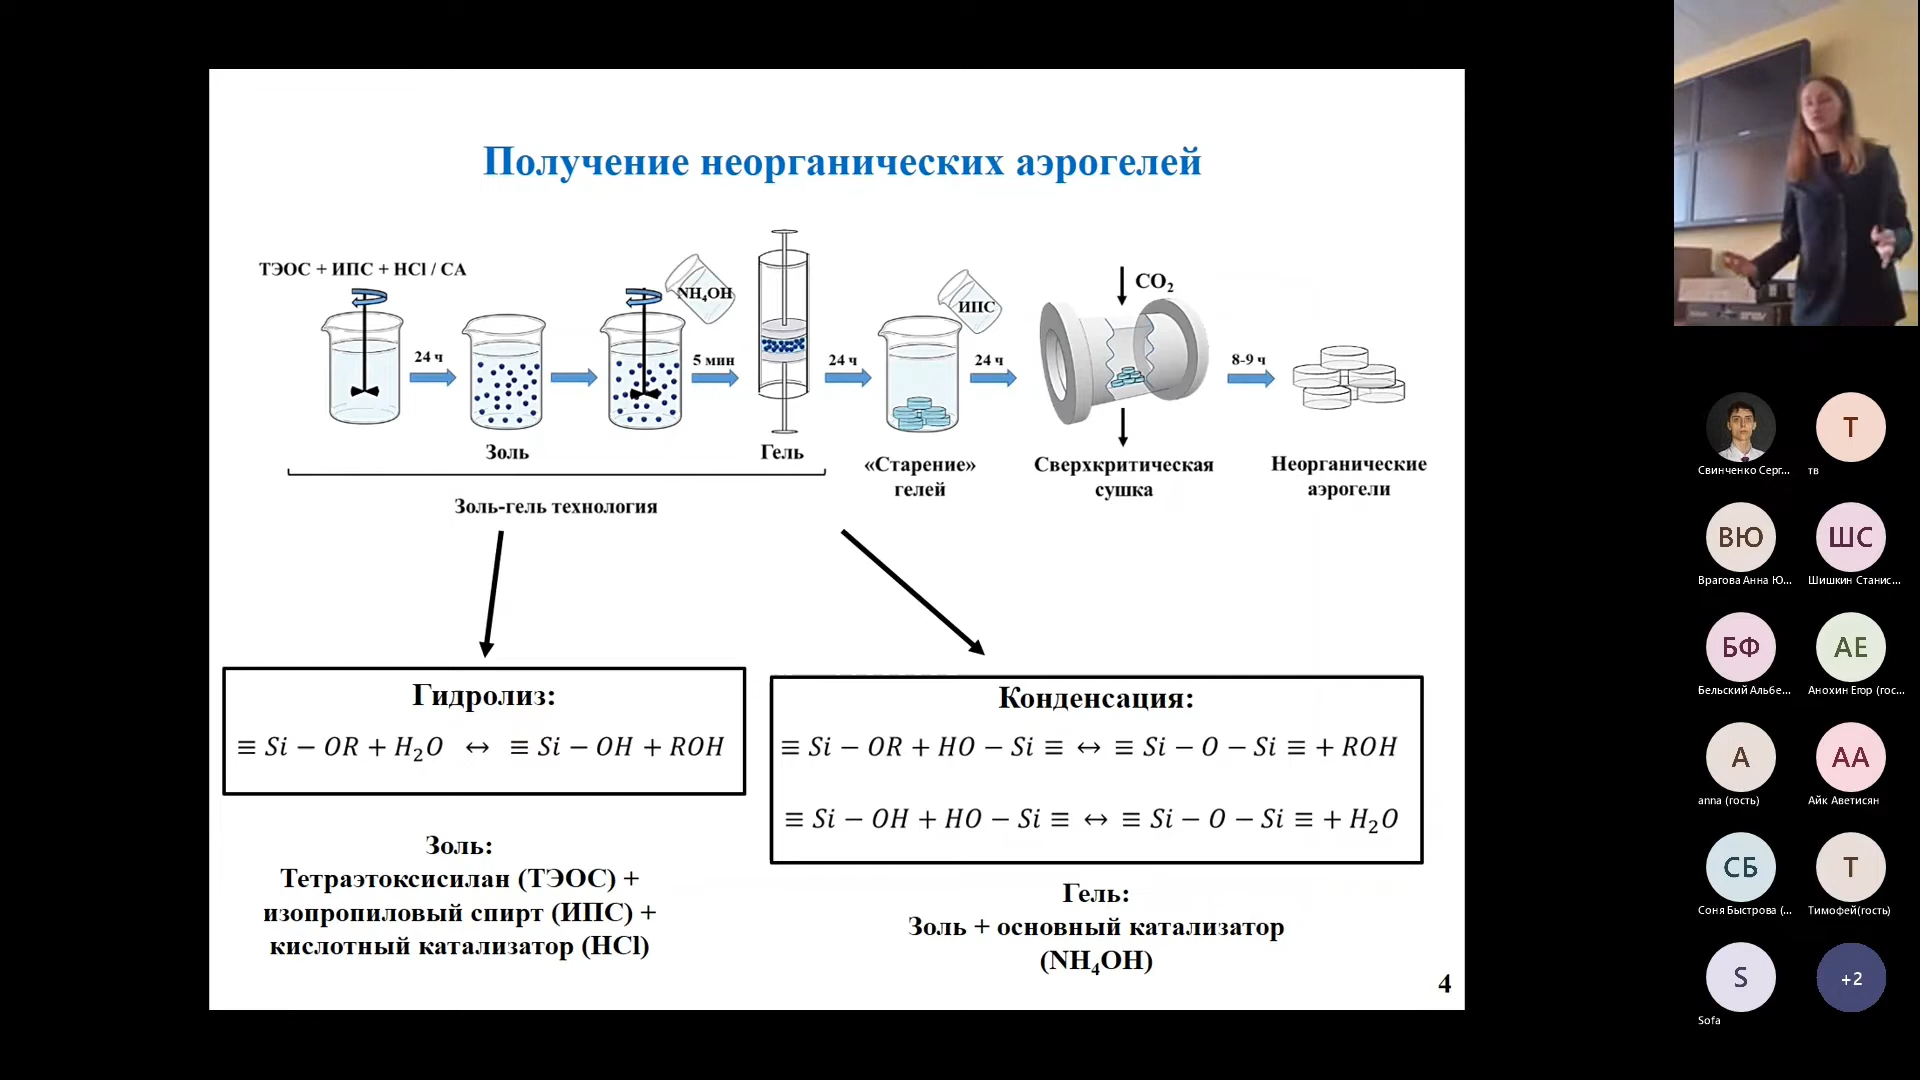 Получение неорганических аэрогелей
ТЭОС + ИПС + HCl / СА
NH₄OH
ИПС
CO₂
24 ч
5 мин
24 ч
24 ч
8-9 ч
Золь
Гель
«Старение»
гелей
Сверхкритическая
сушка
Неорганические
аэрогели
Золь-гель технология
Гидролиз:
≡ Si − OR + H₂O ↔ ≡ Si − OH + ROH
Конденсация:
≡ Si − OR + HO − Si ≡ ↔ ≡ Si − O − Si ≡ + ROH
≡ Si − OH + HO − Si ≡ ↔ ≡ Si − O − Si ≡ + H₂O
Золь:
Тетраэтоксисилан (ТЭОС) +
изопропиловый спирт (ИПС) +
кислотный катализатор (HCl)
Гель:
Золь + основный катализатор
(NH₄OH)
4
Свинченко Серг...
Т
тв
ВЮ
Врагова Анна Ю...
ШС
Шишкин Станис...
БФ
Бельский Альбе...
АЕ
Анохин Егор (гос...
A
anna (гость)
АА
Айк Аветисян
СБ
Соня Быстрова (...
Т
Тимофей(гость)
S
Sofa
+2